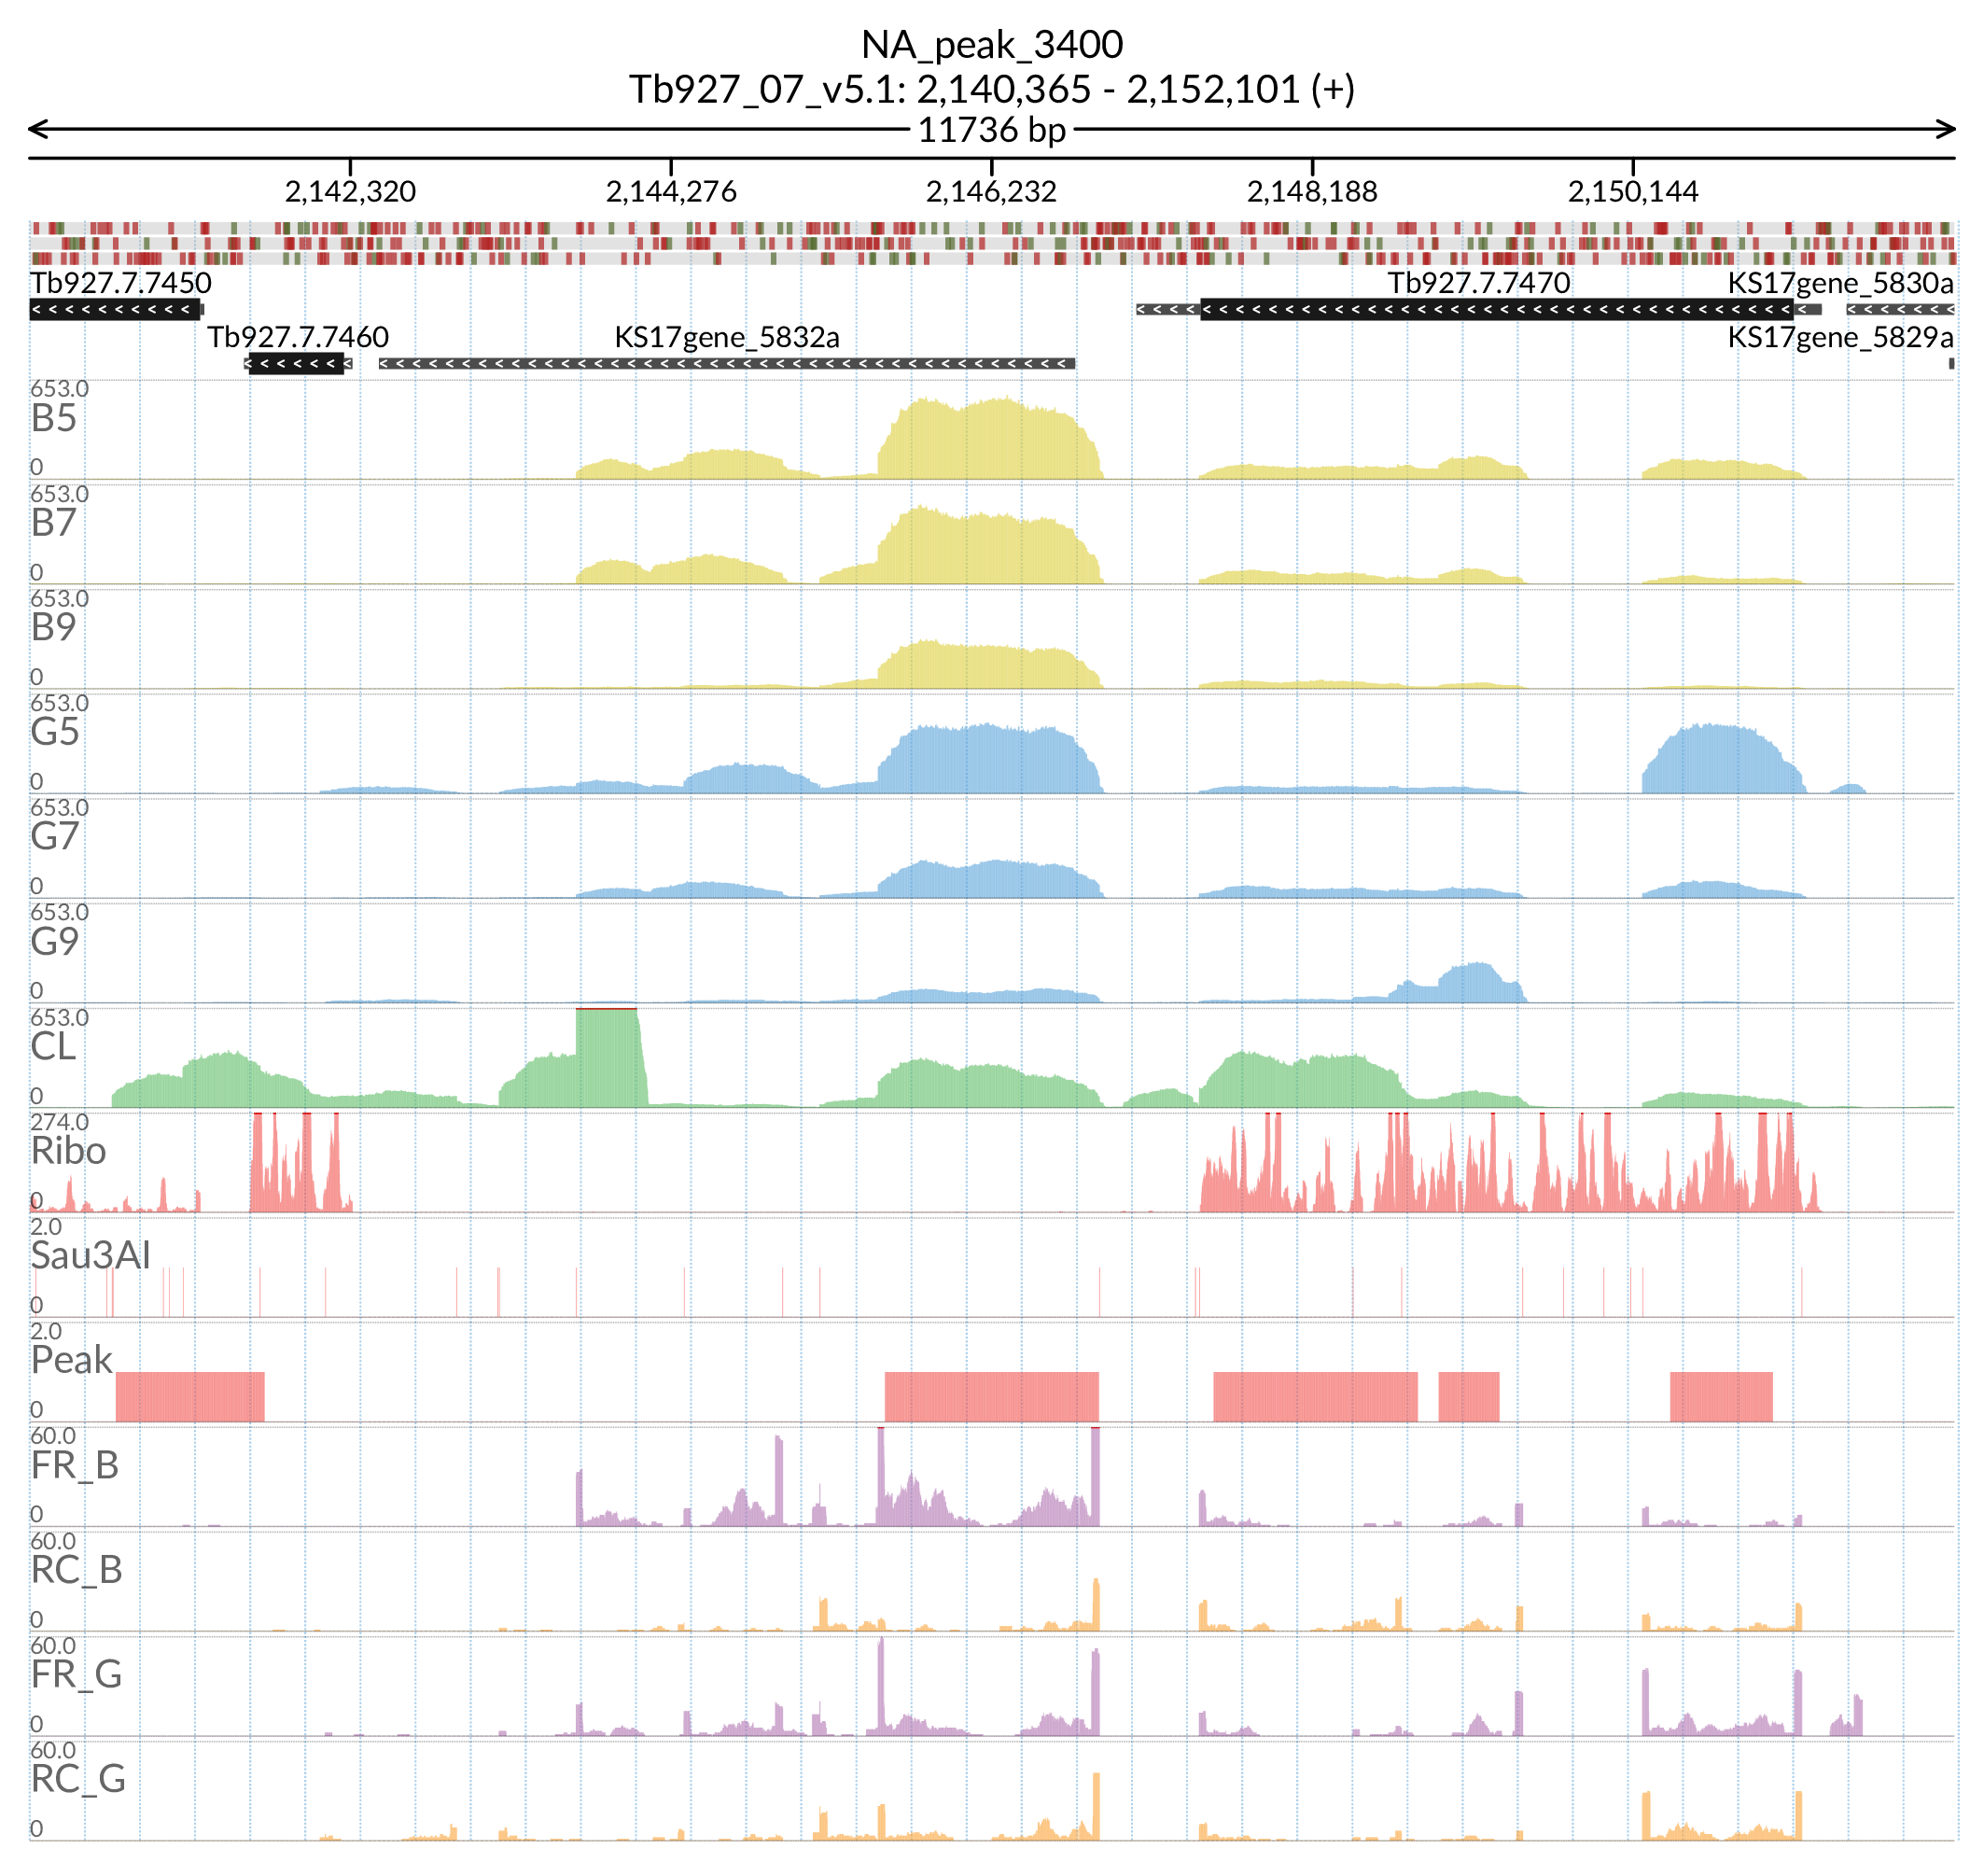 NA_peak_3400
Tb927_07_v5.1: 2,140,365 - 2,152,101 (+)
11736 bp
2,142,320 2,144,276 2,146,232 2,148,188 2,150,144
Tb927.7.7450 Tb927.7.7470 KS17gene_5830a
Tb927.7.7460 KS17gene_5832a KS17gene_5829a
653.0
B5
0
653.0
B7
0
653.0
B9
0
653.0
G5
0
653.0
G7
0
653.0
G9
0
653.0
CL
0
274.0
Ribo
0
2.0
Sau3AI
0
2.0
Peak
0
60.0
FR_B
0
60.0
RC_B
0
60.0
FR_G
0
60.0
RC_G
0